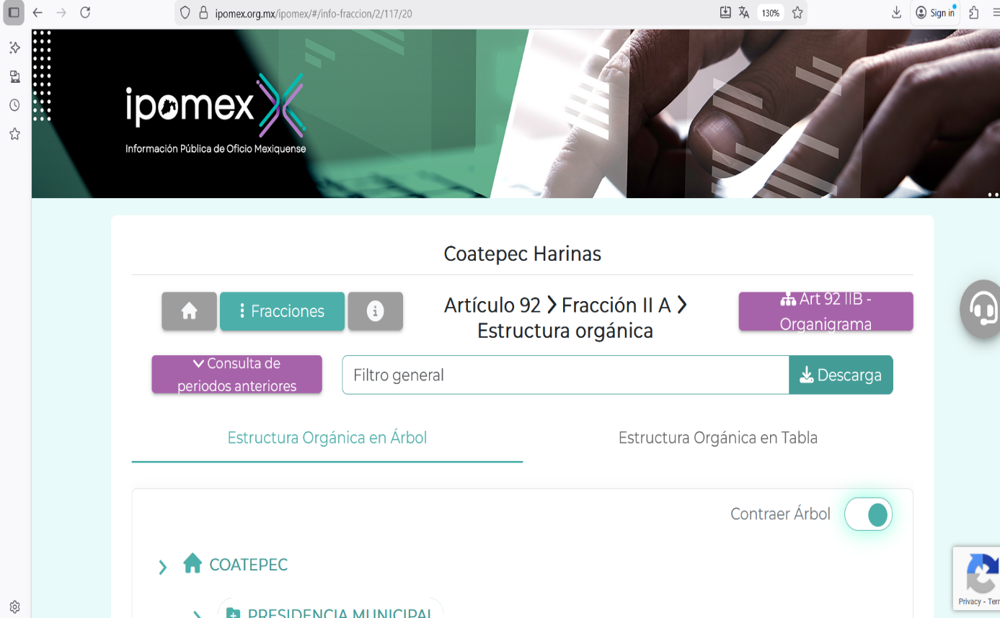 ipomex.org.mx/ipomex/#/info-fraccion/2/117/20
130%
Sign in
ipomex
Información Pública de Oficio Mexiquense
Coatepec Harinas
Fracciones
Artículo 92 > Fracción II A >
Estructura orgánica
Art 92 IIB -
Organigrama
Consulta de
periodos anteriores
Filtro general
Descarga
Estructura Orgánica en Árbol
Estructura Orgánica en Tabla
Contraer Árbol
COATEPEC
PRESIDENCIA MUNICIPAL
Privacy -